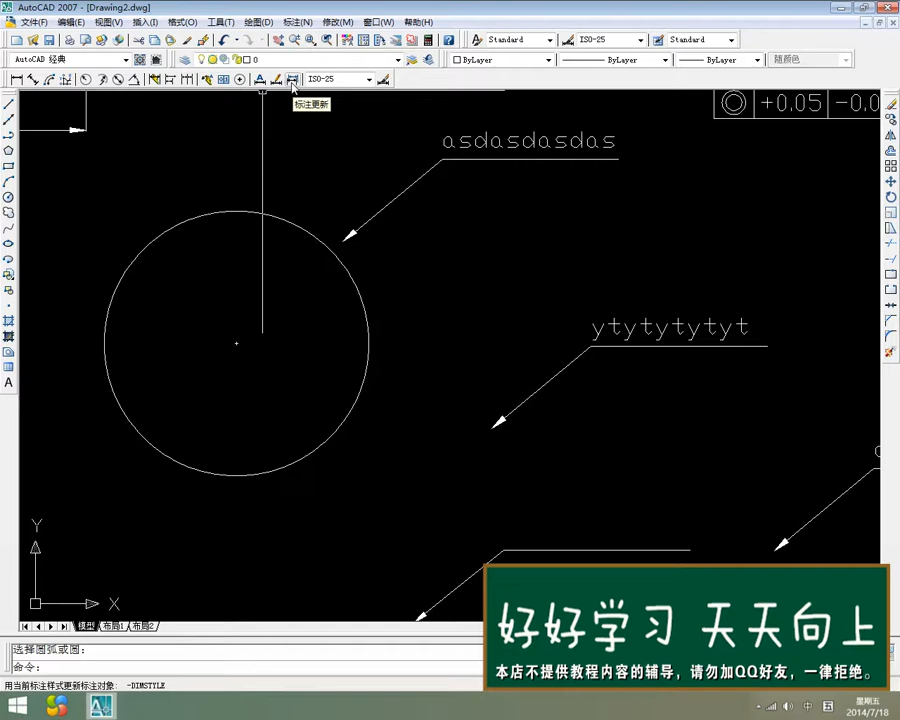 AutoCAD 2007 - [Drawing2.dwg]
文件(F) 编辑(E) 视图(V) 插入(I) 格式(O) 工具(T) 绘图(D) 标注(N) 修改(M) 窗口(W) 帮助(H)
Standard ISO-25 Standard
AutoCAD 经典 0 ByLayer ByLayer ByLayer 随颜色
ISO-25
标注更新
+0.05 -0.0
asdasdasdas
ytytytytyt
Y
X
模型 布局1 布局2
好好学习 天天向上
本店不提供教程内容的辅导，请勿加QQ好友，一律拒绝。
选择圆弧或圆:
命令:
用当前标注样式更新标注对象: -DIMSTYLE
中 五 星期五
2014/7/18